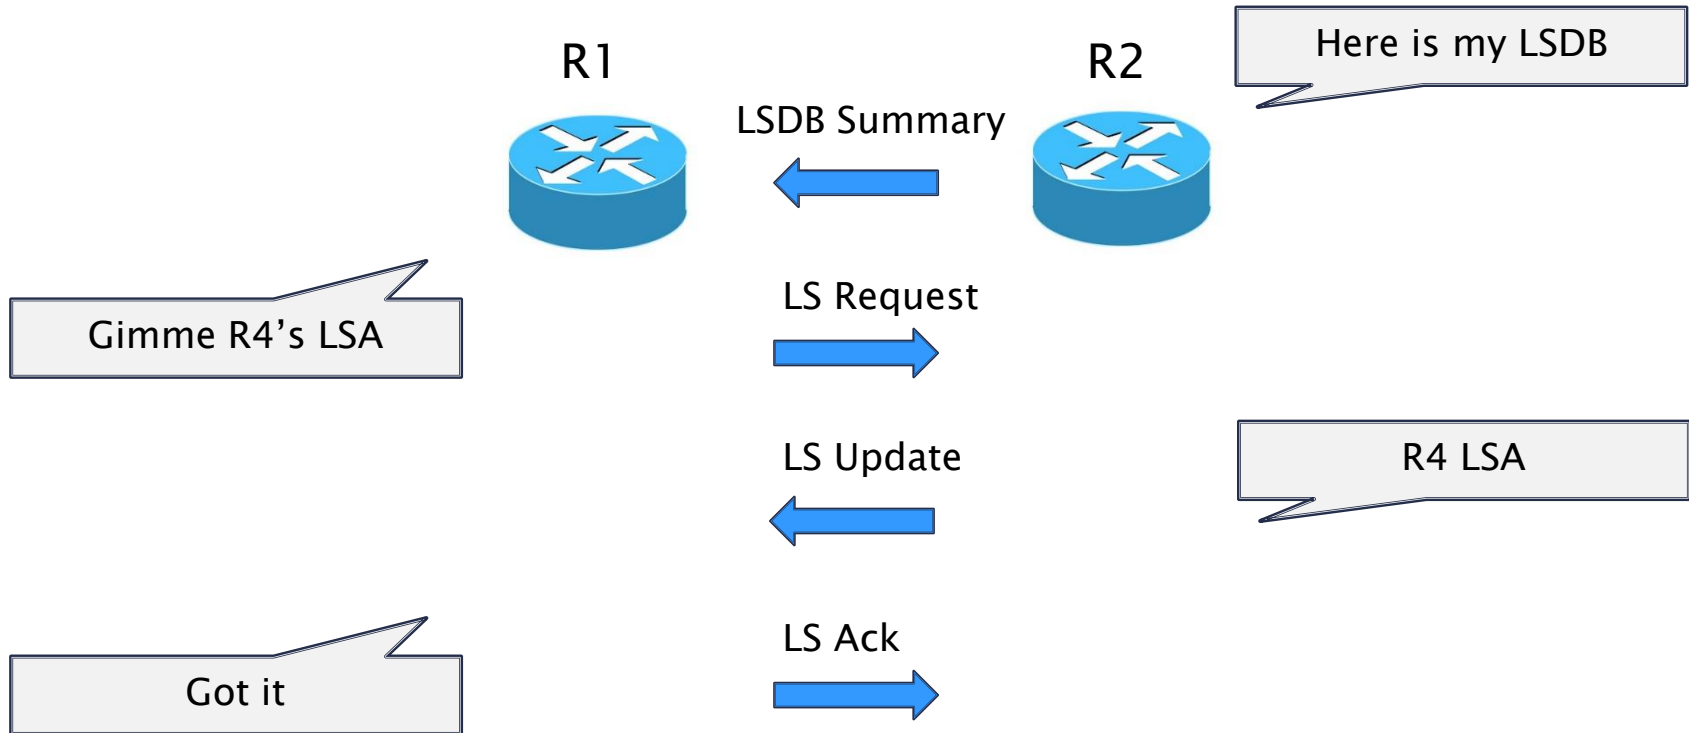 Here is my LSDB
R1
R2
LSDB Summary
LS Request
Gimme R4’s LSA
LS Update
R4 LSA
LS Ack
Got it